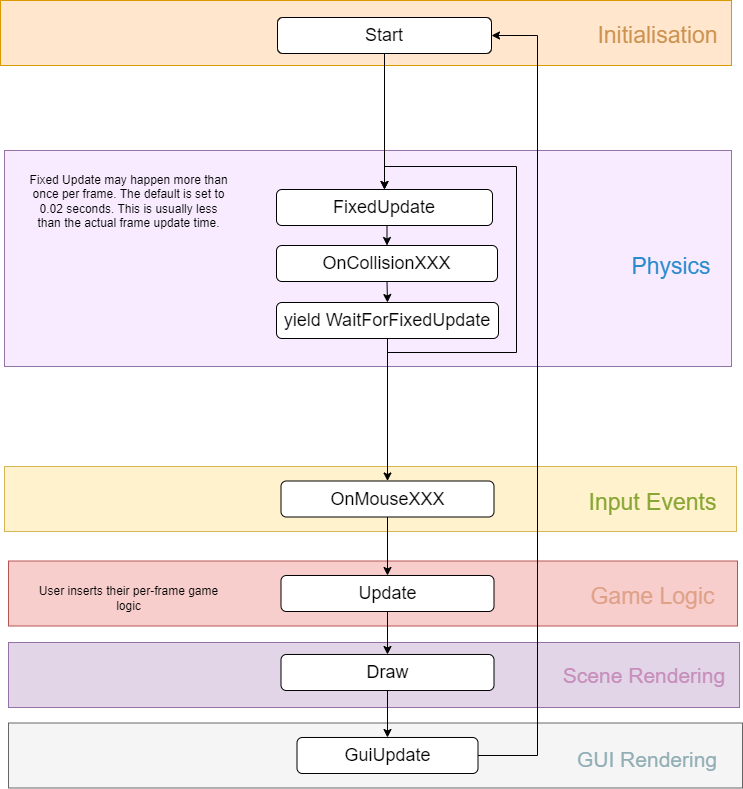 Start
Initialisation
Fixed Update may happen more than
once per frame. The default is set to
0.02 seconds. This is usually less
than the actual frame update time.
FixedUpdate
OnCollisionXXX
Physics
yield WaitForFixedUpdate
OnMouseXXX
Input Events
User inserts their per-frame game
logic
Update
Game Logic
Draw
Scene Rendering
GuiUpdate
GUI Rendering